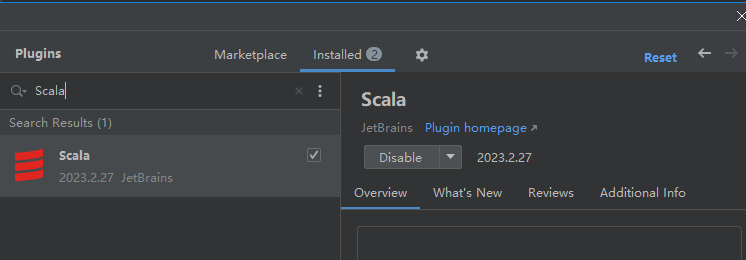 Plugins
Marketplace
Installed 2
Reset
Scala
Search Results (1)
Scala
2023.2.27 JetBrains
Scala
JetBrains Plugin homepage
Disable 2023.2.27
Overview What's New Reviews Additional Info